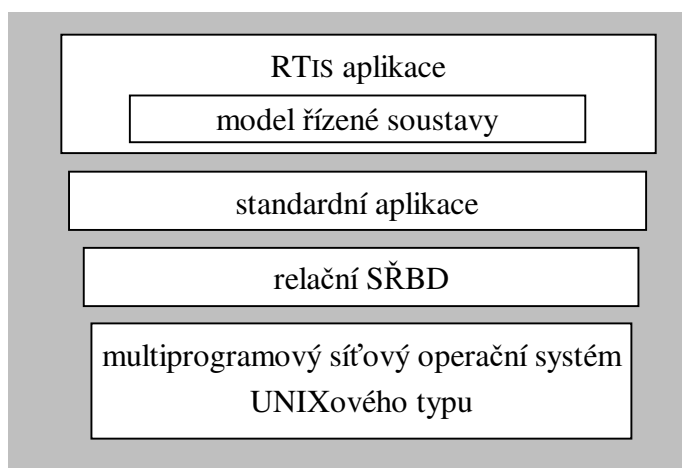 RTIS aplikace
model řízené soustavy
standardní aplikace
relační SŘBD
multiprogramový síťový operační systém
UNIXového typu